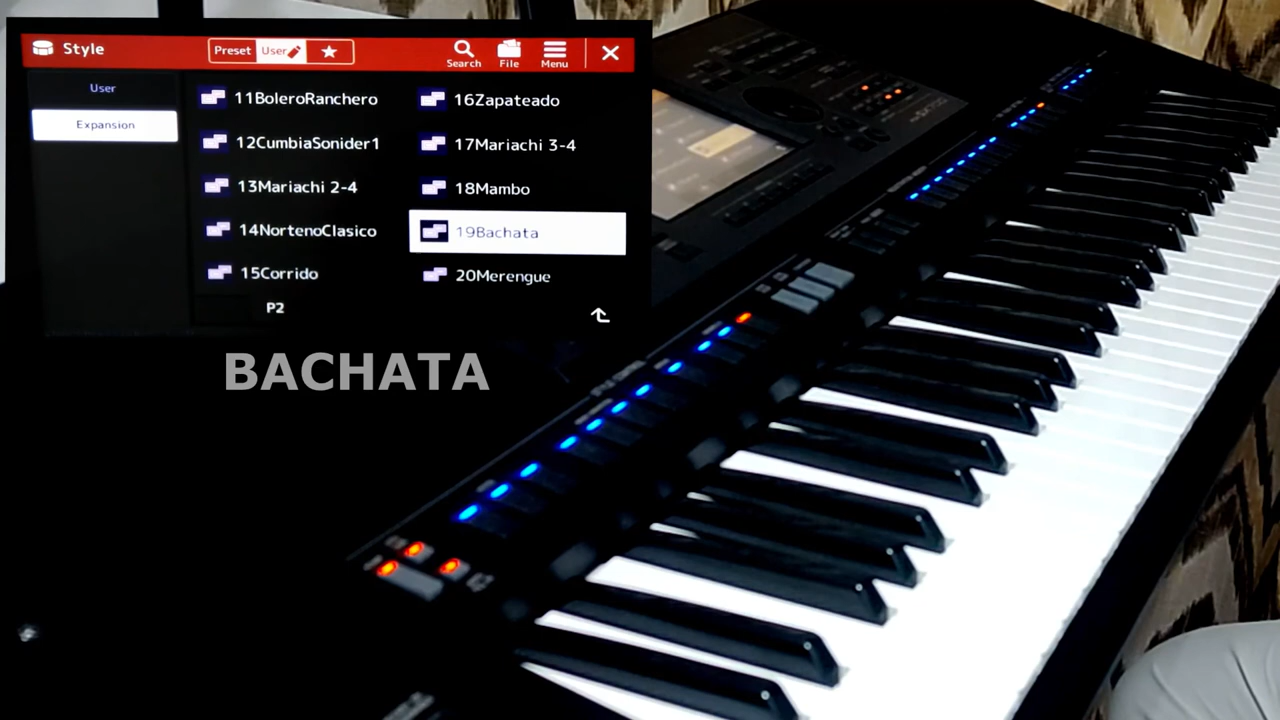 Style
Preset
User
Search
File
Menu
User
Expansion
11BoleroRanchero
12CumbiaSonider1
13Mariachi 2-4
14NortenoClasico
15Corrido
16Zapateado
17Mariachi 3-4
18Mambo
19Bachata
20Merengue
P2
BACHATA